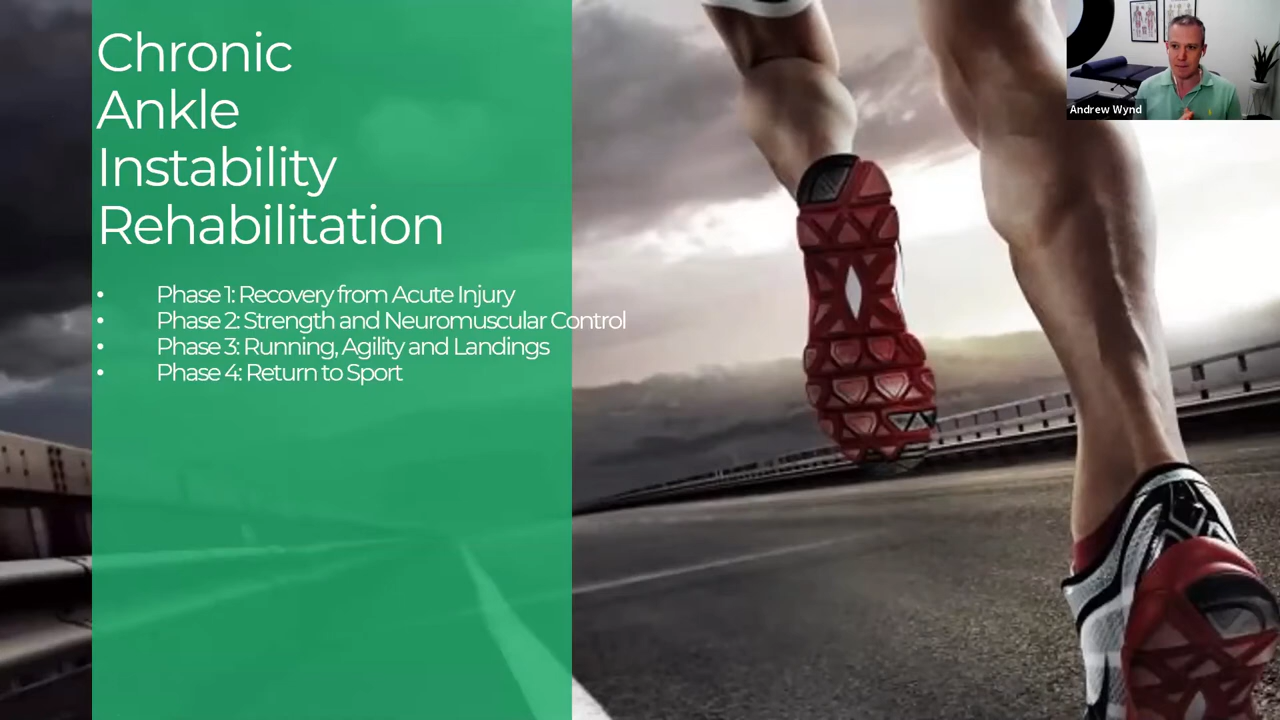 Chronic
Ankle
Instability
Rehabilitation
• Phase 1: Recovery from Acute Injury
• Phase 2: Strength and Neuromuscular Control
• Phase 3: Running, Agility and Landings
• Phase 4: Return to Sport
Andrew Wynd